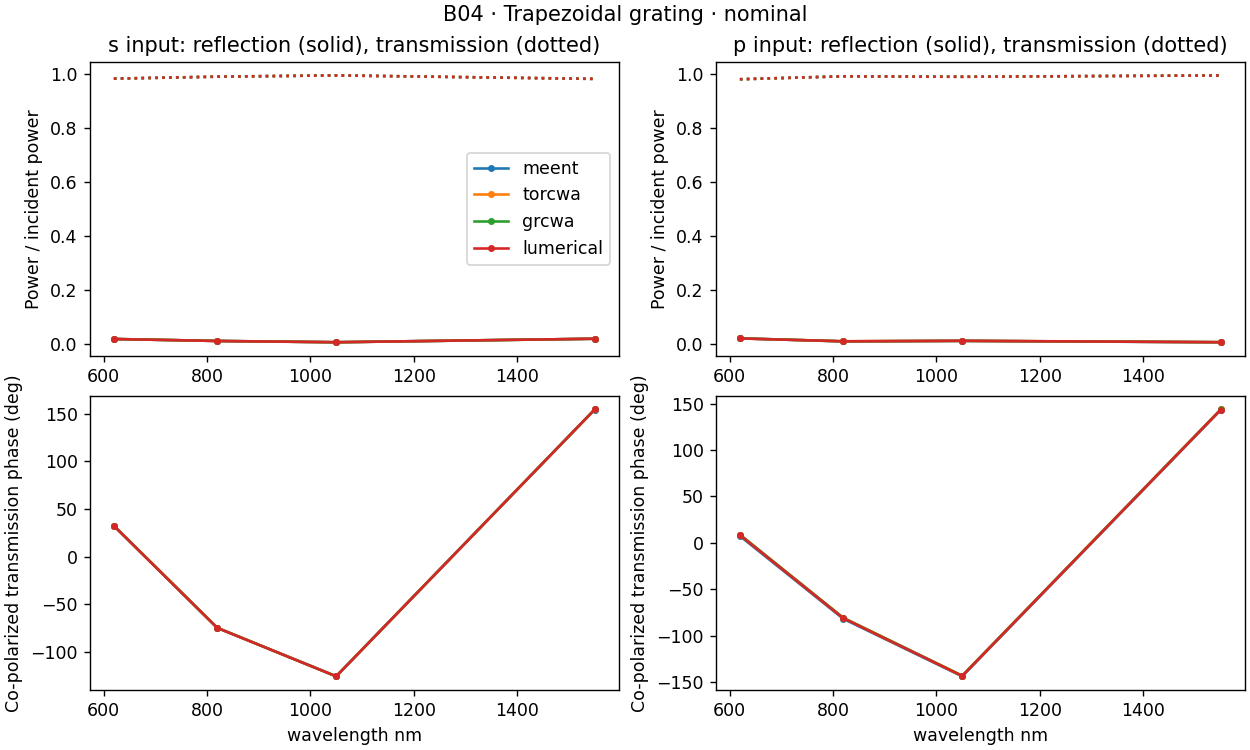 B04 · Trapezoidal grating · nominal
s input: reflection (solid), transmission (dotted)
Power / incident power
1.0
0.8
0.6
0.4
0.2
0.0
meent
torcwa
grcwa
lumerical
600 800 1000 1200 1400
p input: reflection (solid), transmission (dotted)
Power / incident power
1.0
0.8
0.6
0.4
0.2
0.0
600 800 1000 1200 1400
Co-polarized transmission phase (deg)
150
100
50
0
−50
−100
600 800 1000 1200 1400
wavelength nm
Co-polarized transmission phase (deg)
150
100
50
0
−50
−100
−150
600 800 1000 1200 1400
wavelength nm